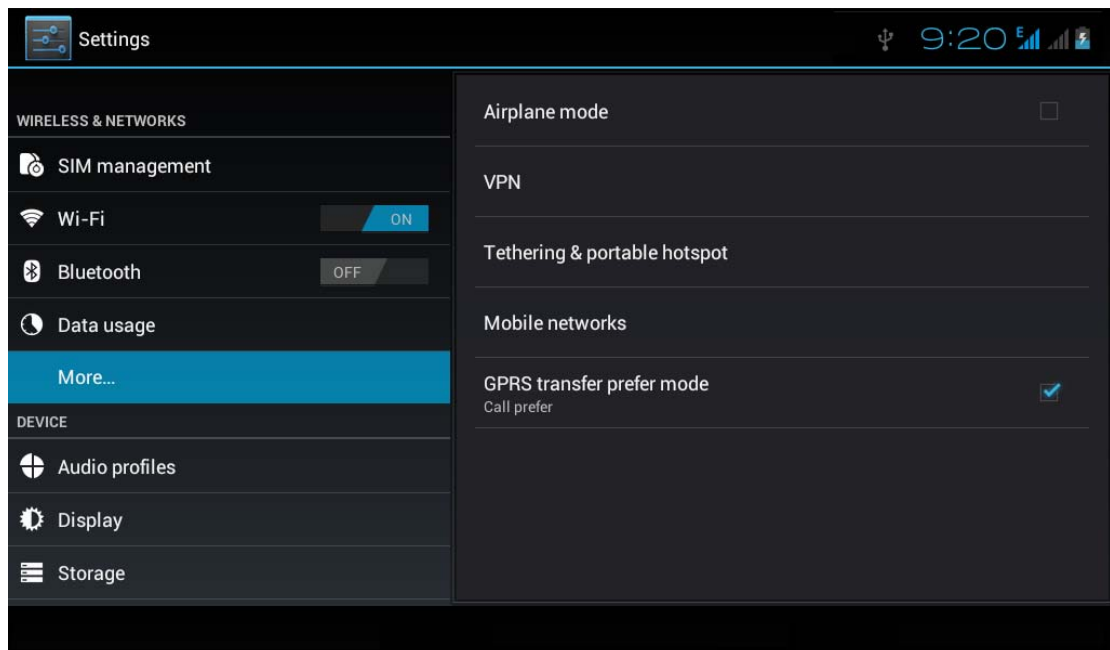 Settings
9:20 E
WIRELESS & NETWORKS
SIM management
Wi-Fi ON
Bluetooth OFF
Data usage
More...
DEVICE
Audio profiles
Display
Storage
Airplane mode
VPN
Tethering & portable hotspot
Mobile networks
GPRS transfer prefer mode
Call prefer